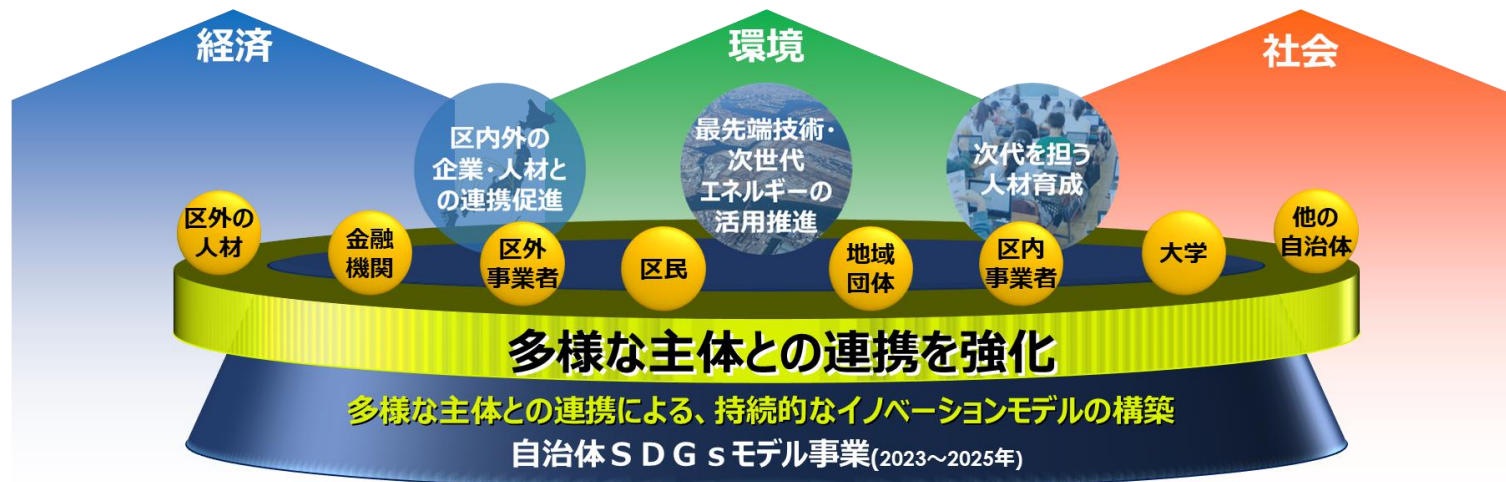 経済
環境
社会
区内外の
企業・人材と
の連携促進
最先端技術・
次世代
エネルギーの
活用推進
次代を担う
人材育成
区外の
人材
金融
機関
区外
事業者
区民
地域
団体
区内
事業者
大学
他の
自治体
多様な主体との連携を強化
多様な主体との連携による、持続的なイノベーションモデルの構築
自治体ＳＤＧｓモデル事業(2023～2025年)